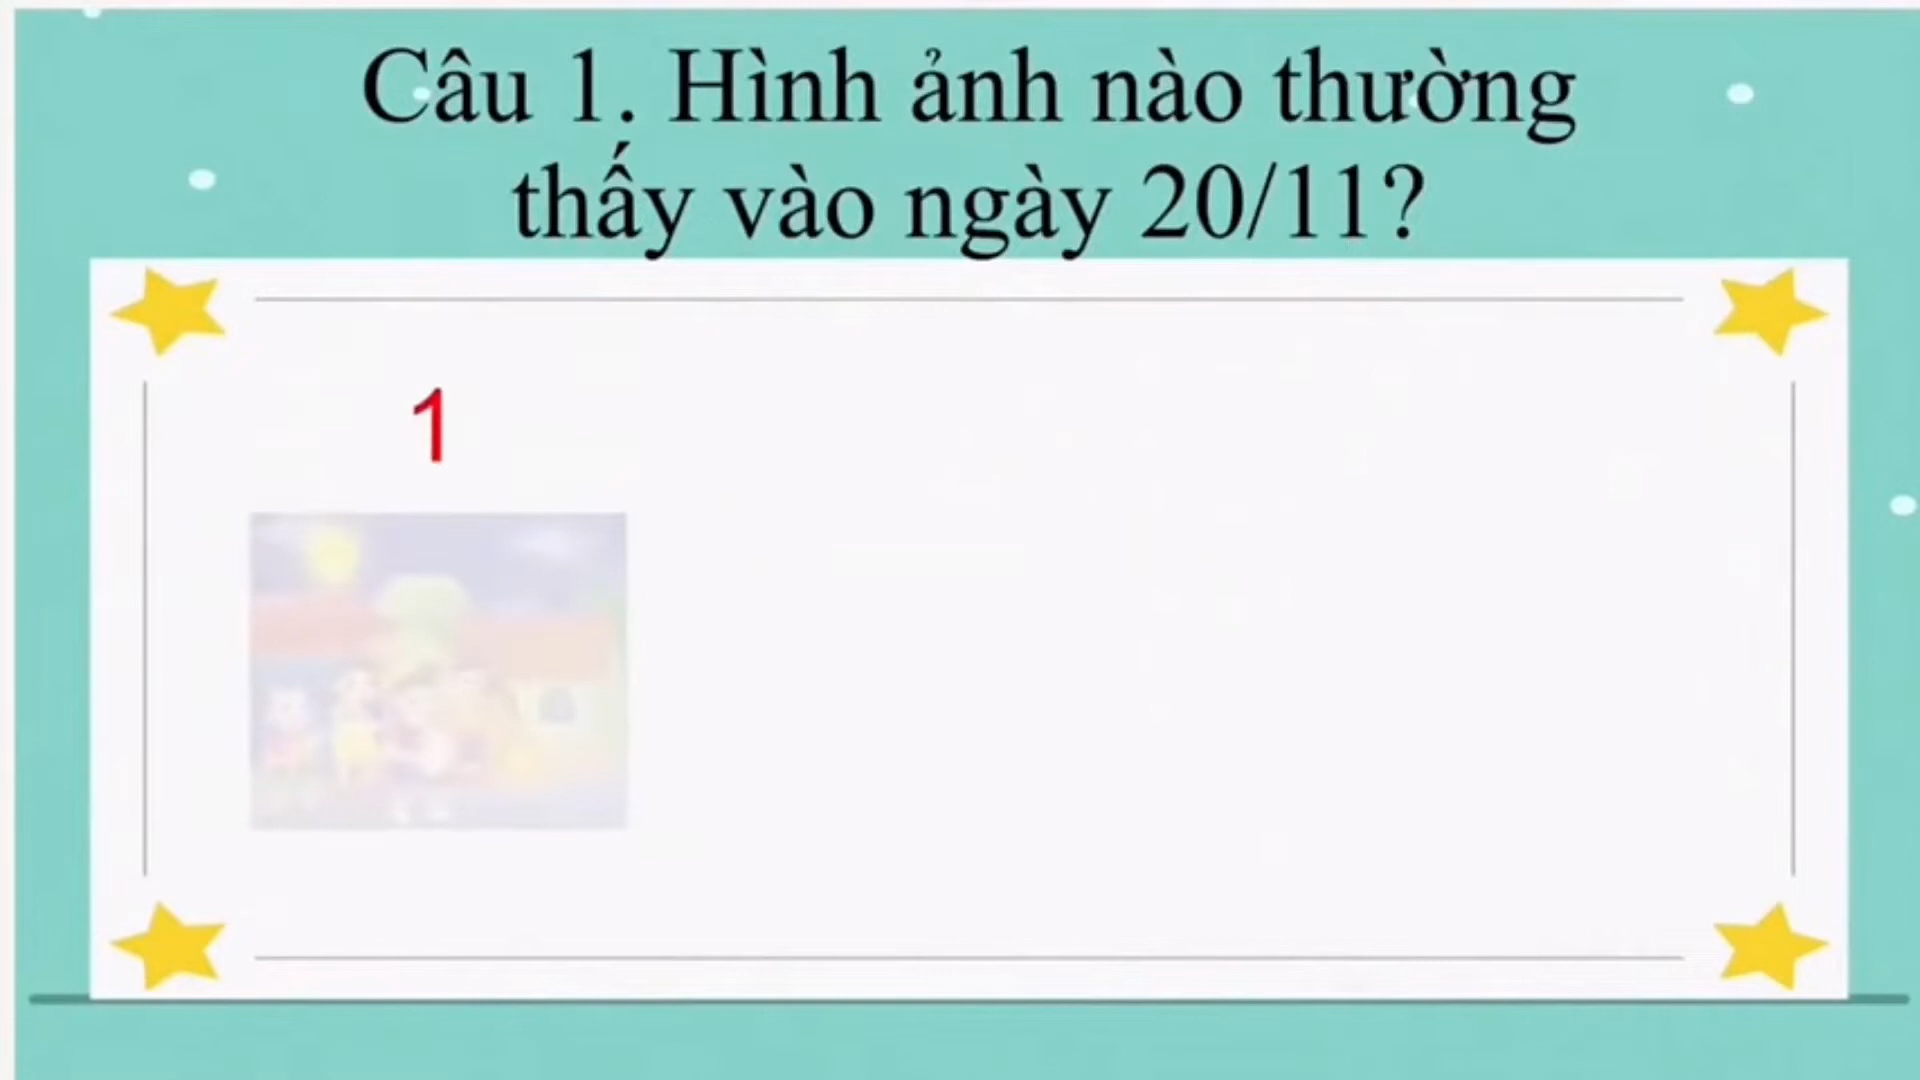 Câu 1. Hình ảnh nào thường
thấy vào ngày 20/11?
1